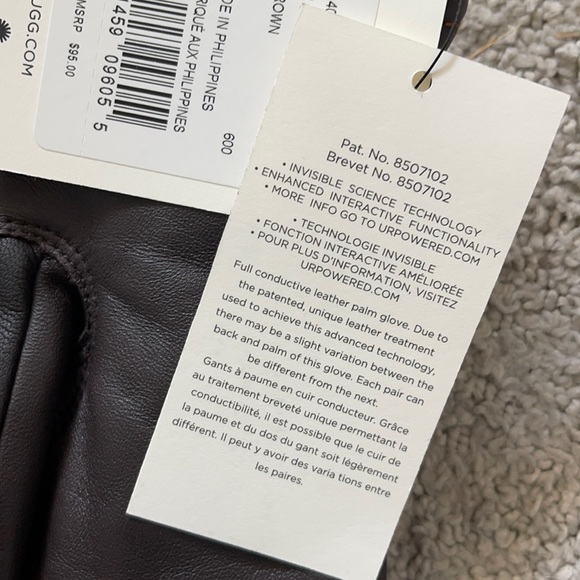 UGG.COM
MSRP $95.00
459 09605 5
DE IN PHILIPPINES
RIQUÉ AUX PHILIPPINES
600
ROWN
40
Pat. No. 8507102
Brevet No. 8507102
• INVISIBLE SCIENCE TECHNOLOGY
• ENHANCED INTERACTIVE FUNCTIONALITY
• MORE INFO GO TO URPOWERED.COM
• TECHNOLOGIE INVISIBLE
• FONCTION INTERACTIVE AMÉLIORÉE
• POUR PLUS D'INFORMATION, VISITEZ
URPOWERED.COM
Full conductive leather palm glove. Due to
the patented, unique leather treatment
used to achieve this advanced technology,
there may be a slight variation between the
back and palm of this glove. Each pair can
be different from the next.
Gants à paume en cuir conducteur. Grâce
au traitement breveté unique permettant la
conductibilité, il est possible que le cuir de
la paume et du dos du gant soit légèrement
différent. Il peut y avoir des varia tions entre
les paires.